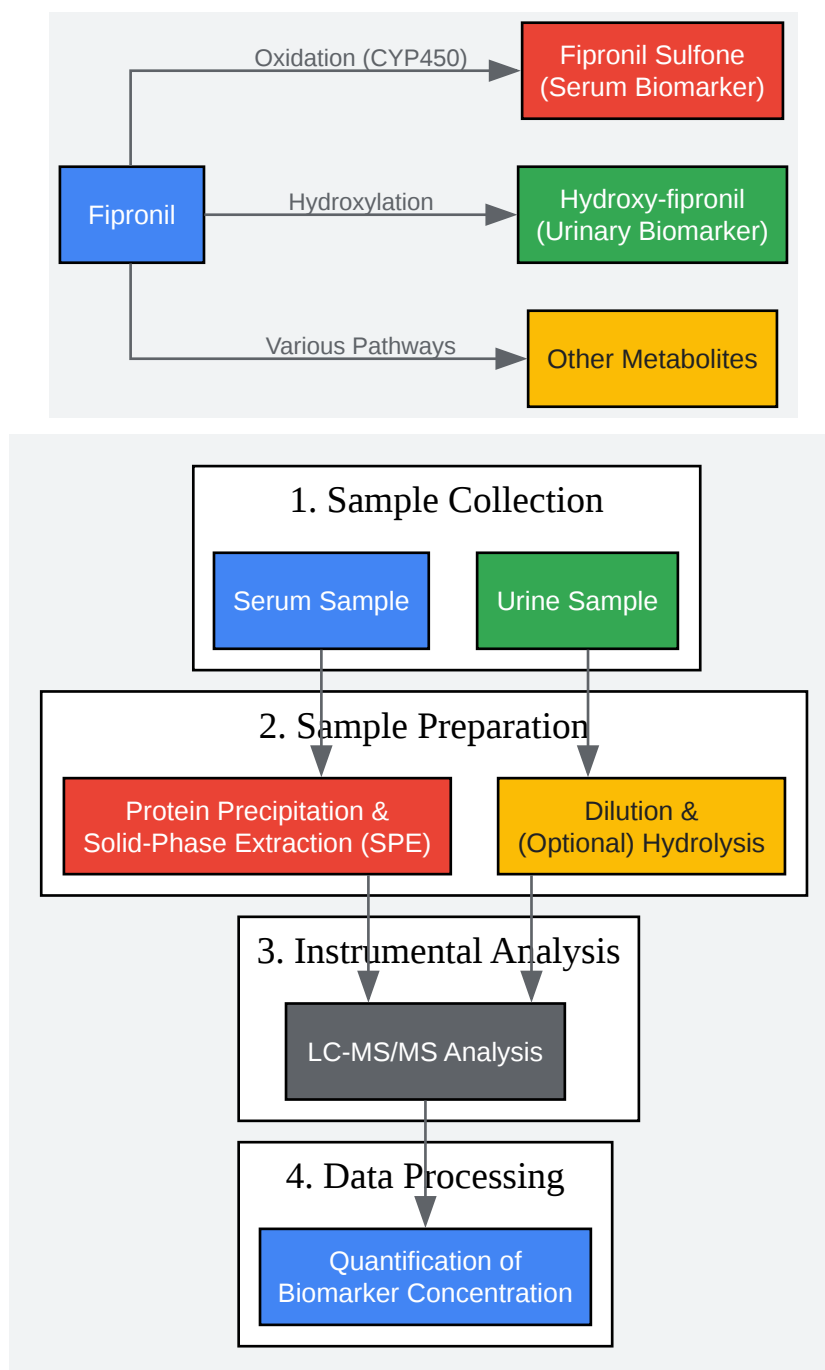 Oxidation (CYP450)
Fipronil Sulfone
(Serum Biomarker)
Fipronil
Hydroxylation
Hydroxy-fipronil
(Urinary Biomarker)
Various Pathways
Other Metabolites
1. Sample Collection
Serum Sample
Urine Sample
2. Sample Preparation
Protein Precipitation &
Solid-Phase Extraction (SPE)
Dilution &
(Optional) Hydrolysis
3. Instrumental Analysis
LC-MS/MS Analysis
4. Data Processing
Quantification of
Biomarker Concentration